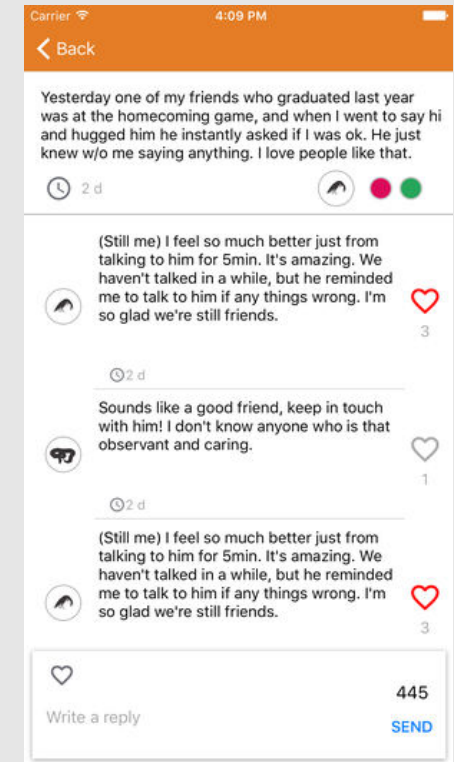 Carrier 4:09 PM
Back
Yesterday one of my friends who graduated last year
was at the homecoming game, and when I went to say hi
and hugged him he instantly asked if I was ok. He just
knew w/o me saying anything. I love people like that.
2 d
(Still me) I feel so much better just from
talking to him for 5min. It's amazing. We
haven't talked in a while, but he reminded
me to talk to him if any things wrong. I'm
so glad we're still friends.
3
2 d
Sounds like a good friend, keep in touch
with him! I don't know anyone who is that
observant and caring.
1
2 d
(Still me) I feel so much better just from
talking to him for 5min. It's amazing. We
haven't talked in a while, but he reminded
me to talk to him if any things wrong. I'm
so glad we're still friends.
3
445
Write a reply
SEND